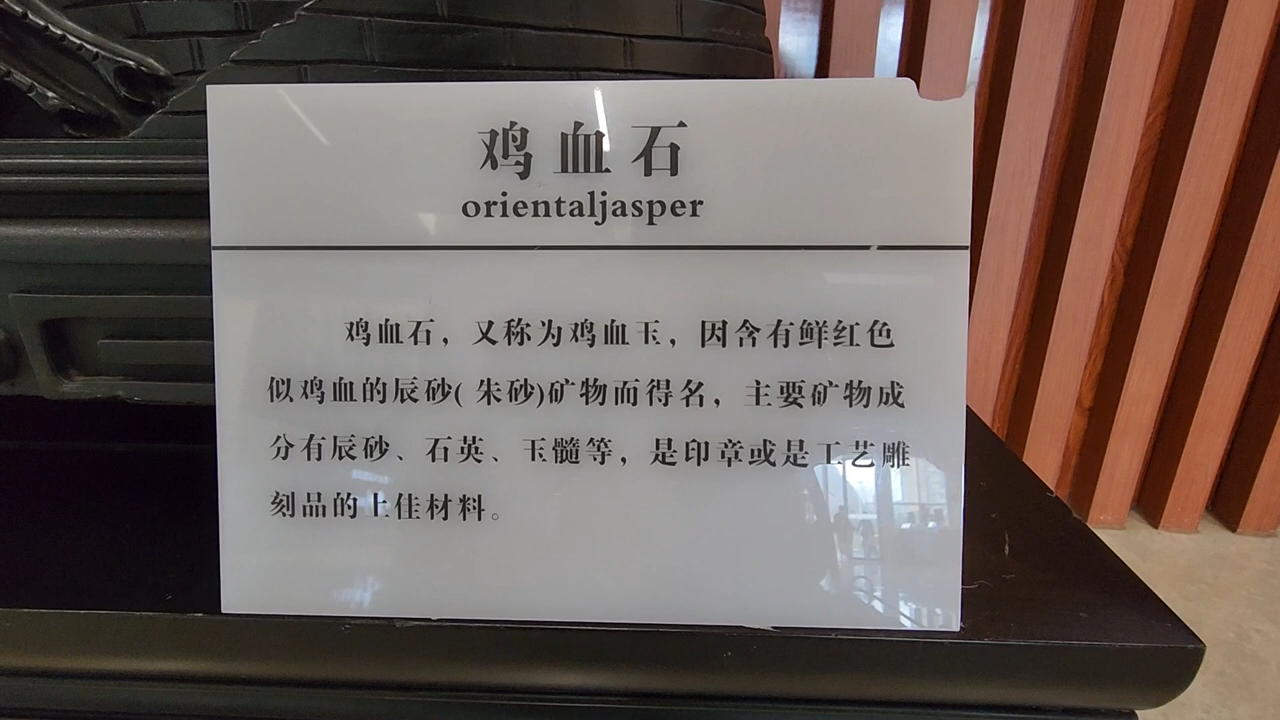 鸡血石
orientaljasper
鸡血石，又称为鸡血玉，因含有鲜红色
似鸡血的辰砂( 朱砂)矿物而得名，主要矿物成
分有辰砂、石英、玉髓等，是印章或是工艺雕
刻品的上佳材料。